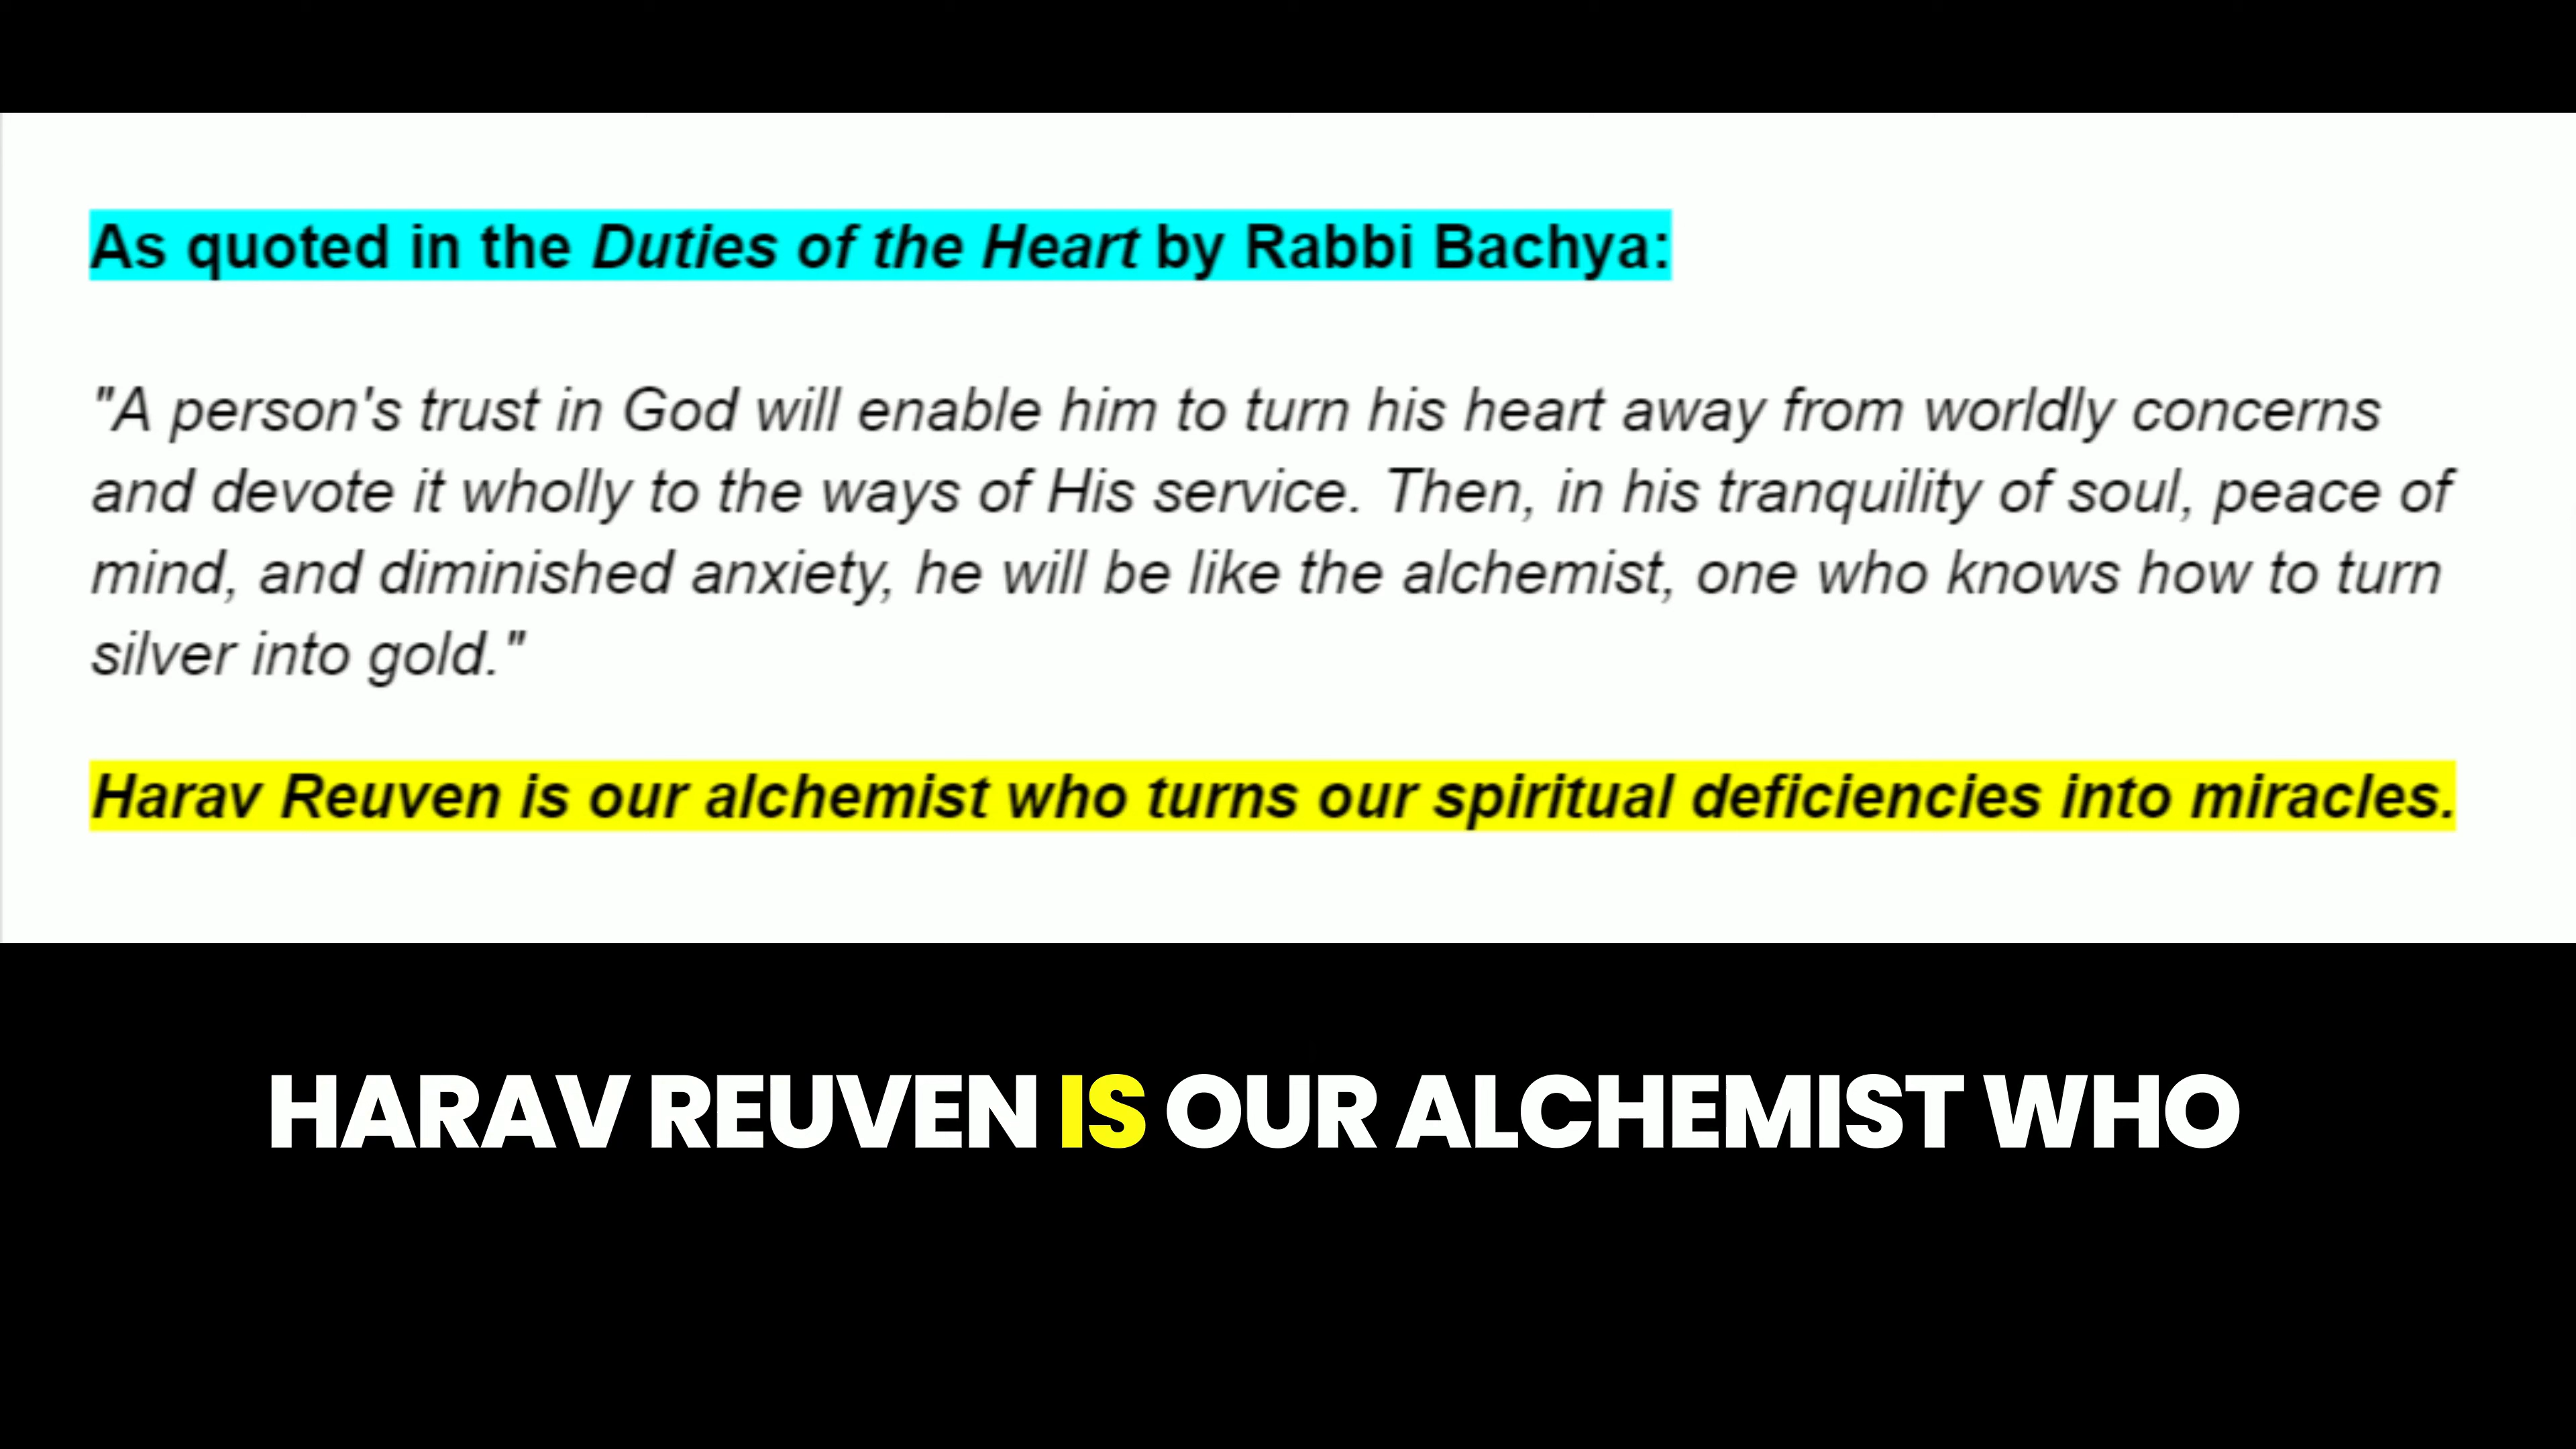 As quoted in the Duties of the Heart by Rabbi Bachya:
"A person's trust in God will enable him to turn his heart away from worldly concerns
and devote it wholly to the ways of His service. Then, in his tranquility of soul, peace of
mind, and diminished anxiety, he will be like the alchemist, one who knows how to turn
silver into gold."
Harav Reuven is our alchemist who turns our spiritual deficiencies into miracles.
HARAV REUVEN IS OUR ALCHEMIST WHO